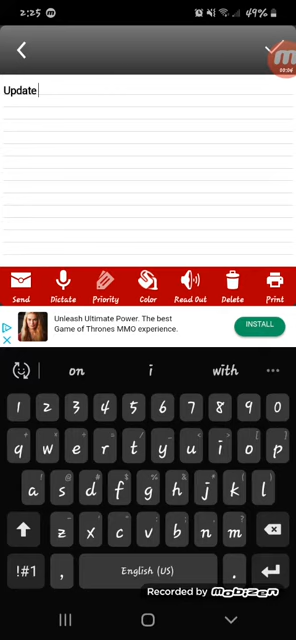 2:25 49%
00:04
Update
Send Dictate Priority Color Read Out Delete Print
Unleash Ultimate Power. The best
Game of Thrones MMO experience.
INSTALL
on i with
1 2 3 4 5 6 7 8 9 0
q w e r t y u i o p
a s d f g h j k l
z x c v b n m
!#1 , English (US) .
Recorded by mobizen